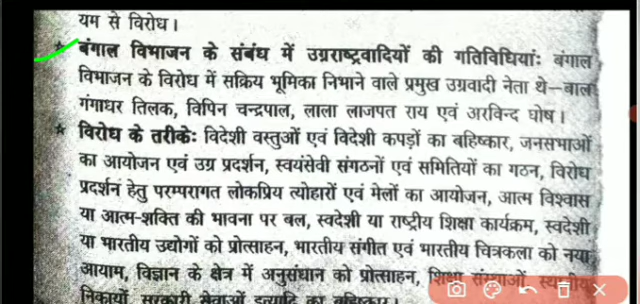 यम से विरोध।
★ बंगाल विभाजन के संबंध में उग्रराष्ट्रवादियों की गतिविधियां: बंगाल
विभाजन के विरोध में सक्रिय भूमिका निभाने वाले प्रमुख उग्रवादी नेता थे–बाल
गंगाधर तिलक, विपिन चन्द्रपाल, लाला लाजपत राय एवं अरविन्द घोष।
★ विरोध के तरीके: विदेशी वस्तुओं एवं विदेशी कपड़ों का बहिष्कार, जनसभाओं
का आयोजन एवं उग्र प्रदर्शन, स्वयंसेवी संगठनों एवं समितियों का गठन, विरोध
प्रदर्शन हेतु परम्परागत लोकप्रिय त्योहारों एवं मेलों का आयोजन, आत्म विश्वास
या आत्म-शक्ति की भावना पर बल, स्वदेशी या राष्ट्रीय शिक्षा कार्यक्रम, स्वदेशी
या भारतीय उद्योगों को प्रोत्साहन, भारतीय संगीत एवं भारतीय चित्रकला को नया
आयाम, विज्ञान के क्षेत्र में अनुसंधान को प्रोत्साहन, शिक्षा संस्थाओं, स्थानीय
निकायों सरकारी सेवाओं इत्यादि का बहिष्कार।